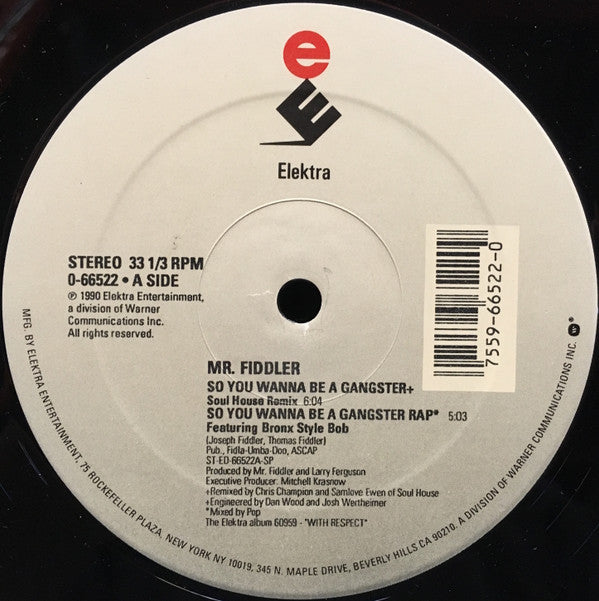 e
E
Elektra
STEREO 33 1/3 RPM
0-66522 • A SIDE
℗ 1990 Elektra Entertainment,
a division of Warner
Communications Inc.
All rights reserved.
7559-66522-0
MR. FIDDLER
SO YOU WANNA BE A GANGSTER+
Soul House Remix 6:04
SO YOU WANNA BE A GANGSTER RAP* 5:03
Featuring Bronx Style Bob
(Joseph Fiddler, Thomas Fiddler)
Pub., Fidla-Umba-Doo, ASCAP
ST-ED-66522A-SP
Produced by Mr. Fiddler and Larry Ferguson
Executive Producer: Mitchell Krasnow
+Remixed by Chris Champion and Samlove Ewen of Soul House
+Engineered by Dan Wood and Josh Wertheimer
*Mixed by Pop
The Elektra album 60959 - "WITH RESPECT"
MFG. BY ELEKTRA ENTERTAINMENT. 75 ROCKEFELLER PLAZA, NEW YORK NY 10019, 345 N. MAPLE DRIVE, BEVERLY HILLS CA 90210. A DIVISION OF WARNER COMMUNICATIONS INC.